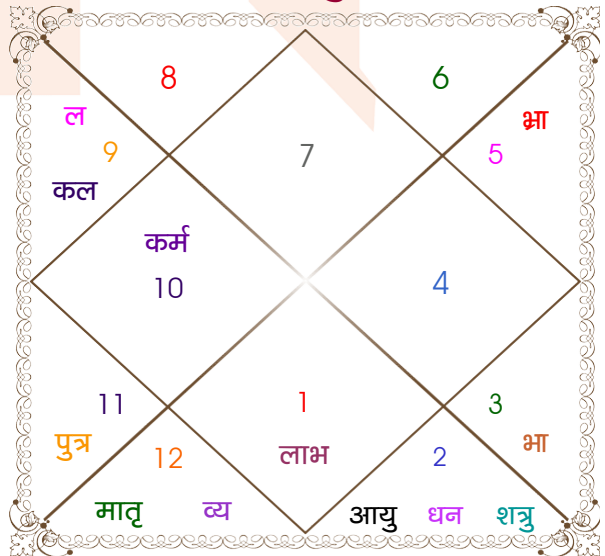 8 6
ल भ्रा
9 7 5
कल
कर्म
10 4
11 1 3
पुत्र 12 लाभ 2 भा
मातृ व्य आयु धन शत्रु